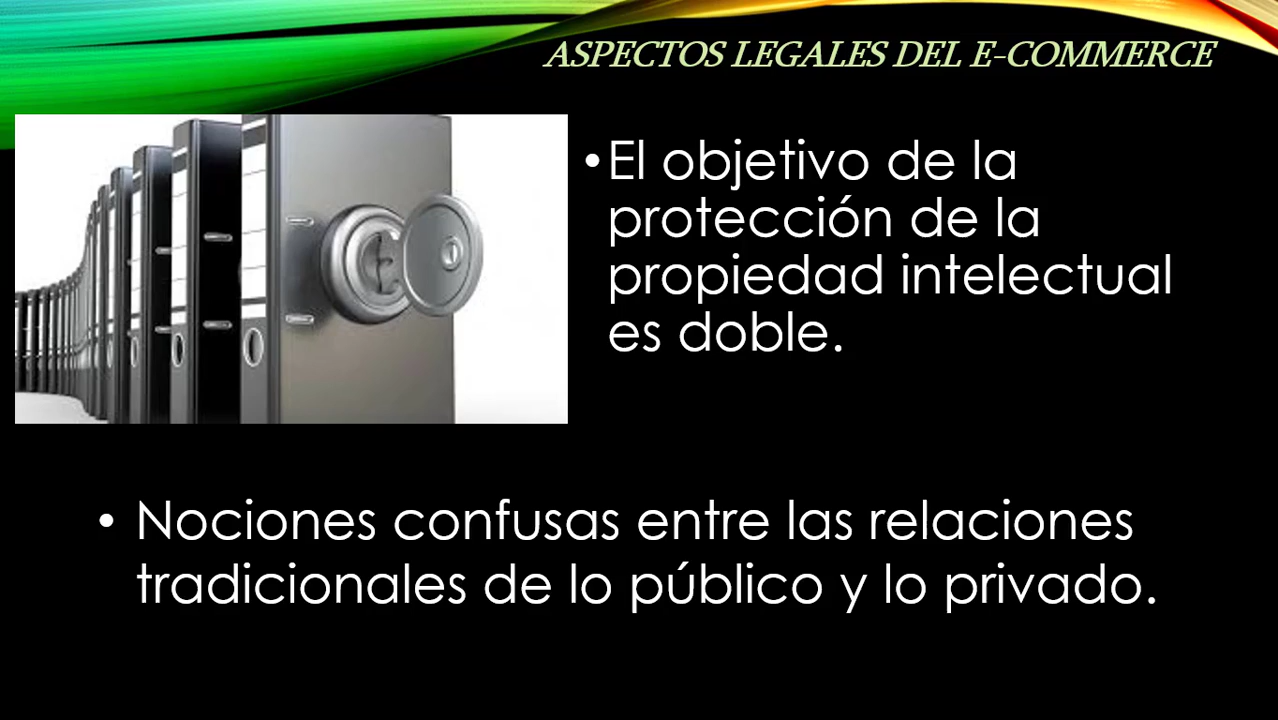 ASPECTOS LEGALES DEL E-COMMERCE
•El objetivo de la
protección de la
propiedad intelectual
es doble.
• Nociones confusas entre las relaciones
tradicionales de lo público y lo privado.